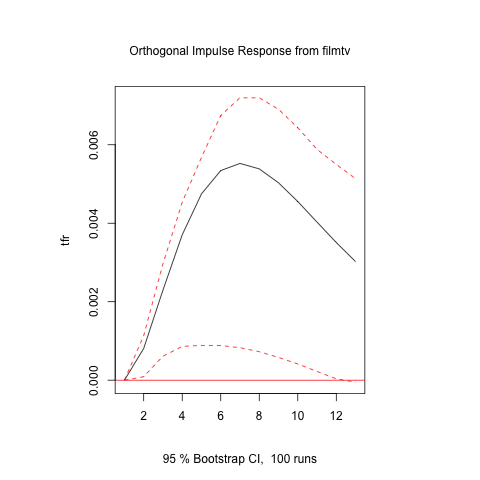 Orthogonal Impulse Response from filmtv
tfr
0.006
0.004
0.002
0.000
2 4 6 8 10 12
95 % Bootstrap CI,  100 runs